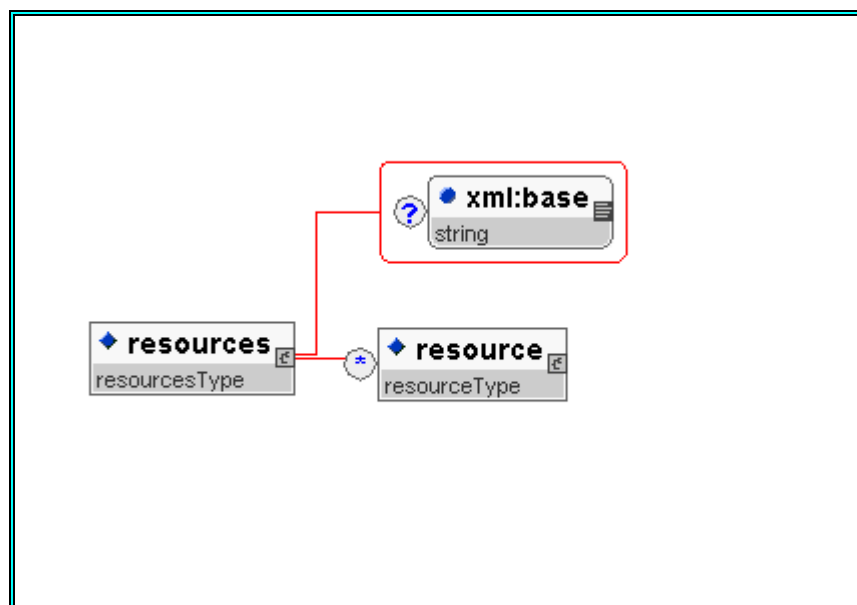 ?
xml:base
string
resources
resourcesType
*
resource
resourceType